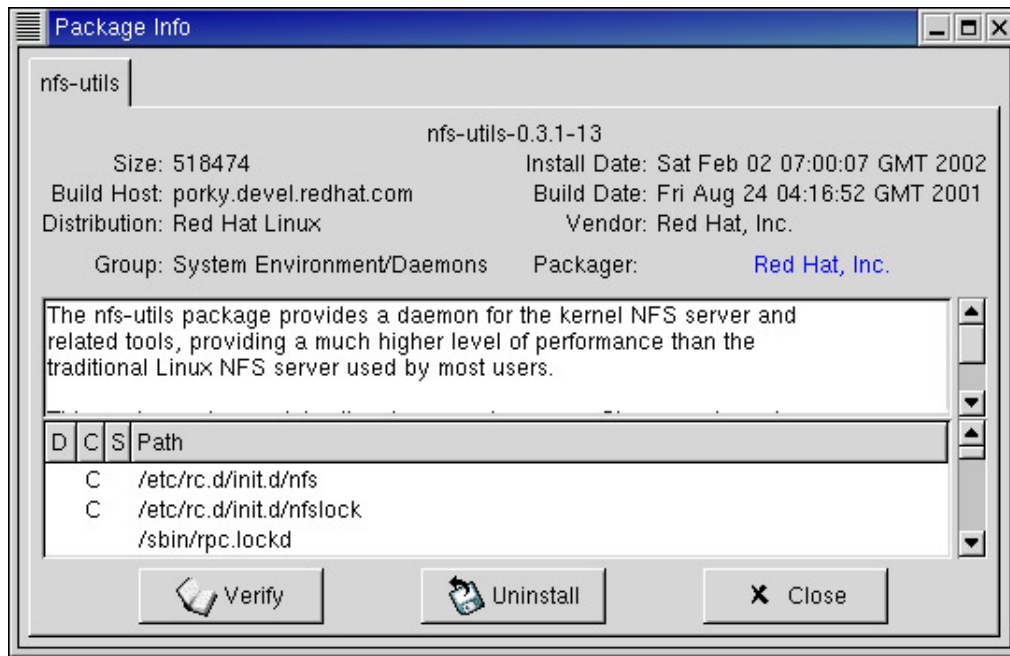 Package Info
nfs-utils
nfs-utils-0.3.1-13
Size: 518474 Install Date: Sat Feb 02 07:00:07 GMT 2002
Build Host: porky.devel.redhat.com Build Date: Fri Aug 24 04:16:52 GMT 2001
Distribution: Red Hat Linux Vendor: Red Hat, Inc.
Group: System Environment/Daemons Packager: Red Hat, Inc.
The nfs-utils package provides a daemon for the kernel NFS server and
related tools, providing a much higher level of performance than the
traditional Linux NFS server used by most users.
D C S Path
C /etc/rc.d/init.d/nfs
C /etc/rc.d/init.d/nfslock
/sbin/rpc.lockd
Verify Uninstall Close